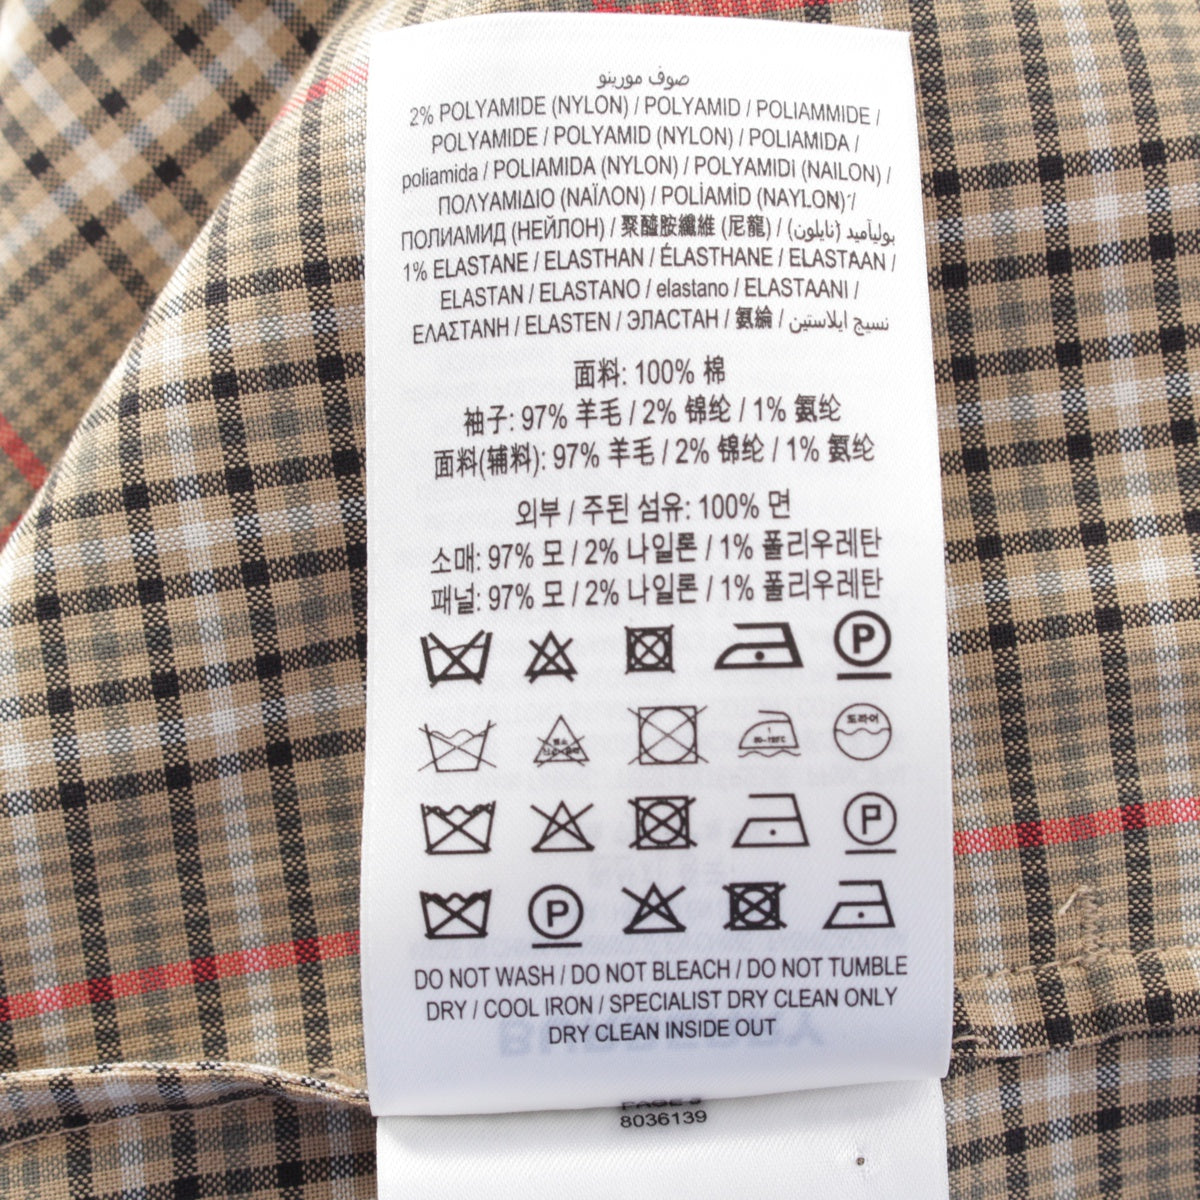 صوف مورينو
2% POLYAMIDE (NYLON) / POLYAMID / POLIAMMIDE /
POLYAMIDE / POLYAMID (NYLON) / POLIAMIDA /
poliamida / POLIAMIDA (NYLON) / POLYAMIDI (NAILON) /
ΠΟΛΥΑΜΙΔΙΟ (ΝΑΪΛΟΝ) / POLİAMİD (NAYLON) /
ПОЛИАМИД (НЕЙЛОН) / 聚醯胺纖維 (尼龍) / بولیآمید (نايلون)
1% ELASTANE / ELASTHAN / ÉLASTHANE / ELASTAAN /
ELASTAN / ELASTANO / elastano / ELASTAANI /
ΕΛΑΣΤΑΝΗ / ELASTEN / ЭЛАСТАН / 氨綸 / نسيج ايلاستين
面料: 100% 棉
袖子: 97% 羊毛 / 2% 锦纶 / 1% 氨纶
面料(辅料): 97% 羊毛 / 2% 锦纶 / 1% 氨纶
외부 / 주된 섬유: 100% 면
소매: 97% 모 / 2% 나일론 / 1% 폴리우레탄
패널: 97% 모 / 2% 나일론 / 1% 폴리우레탄
P
드라이
P
P
DO NOT WASH / DO NOT BLEACH / DO NOT TUMBLE
DRY / COOL IRON / SPECIALIST DRY CLEAN ONLY
DRY CLEAN INSIDE OUT
8036139